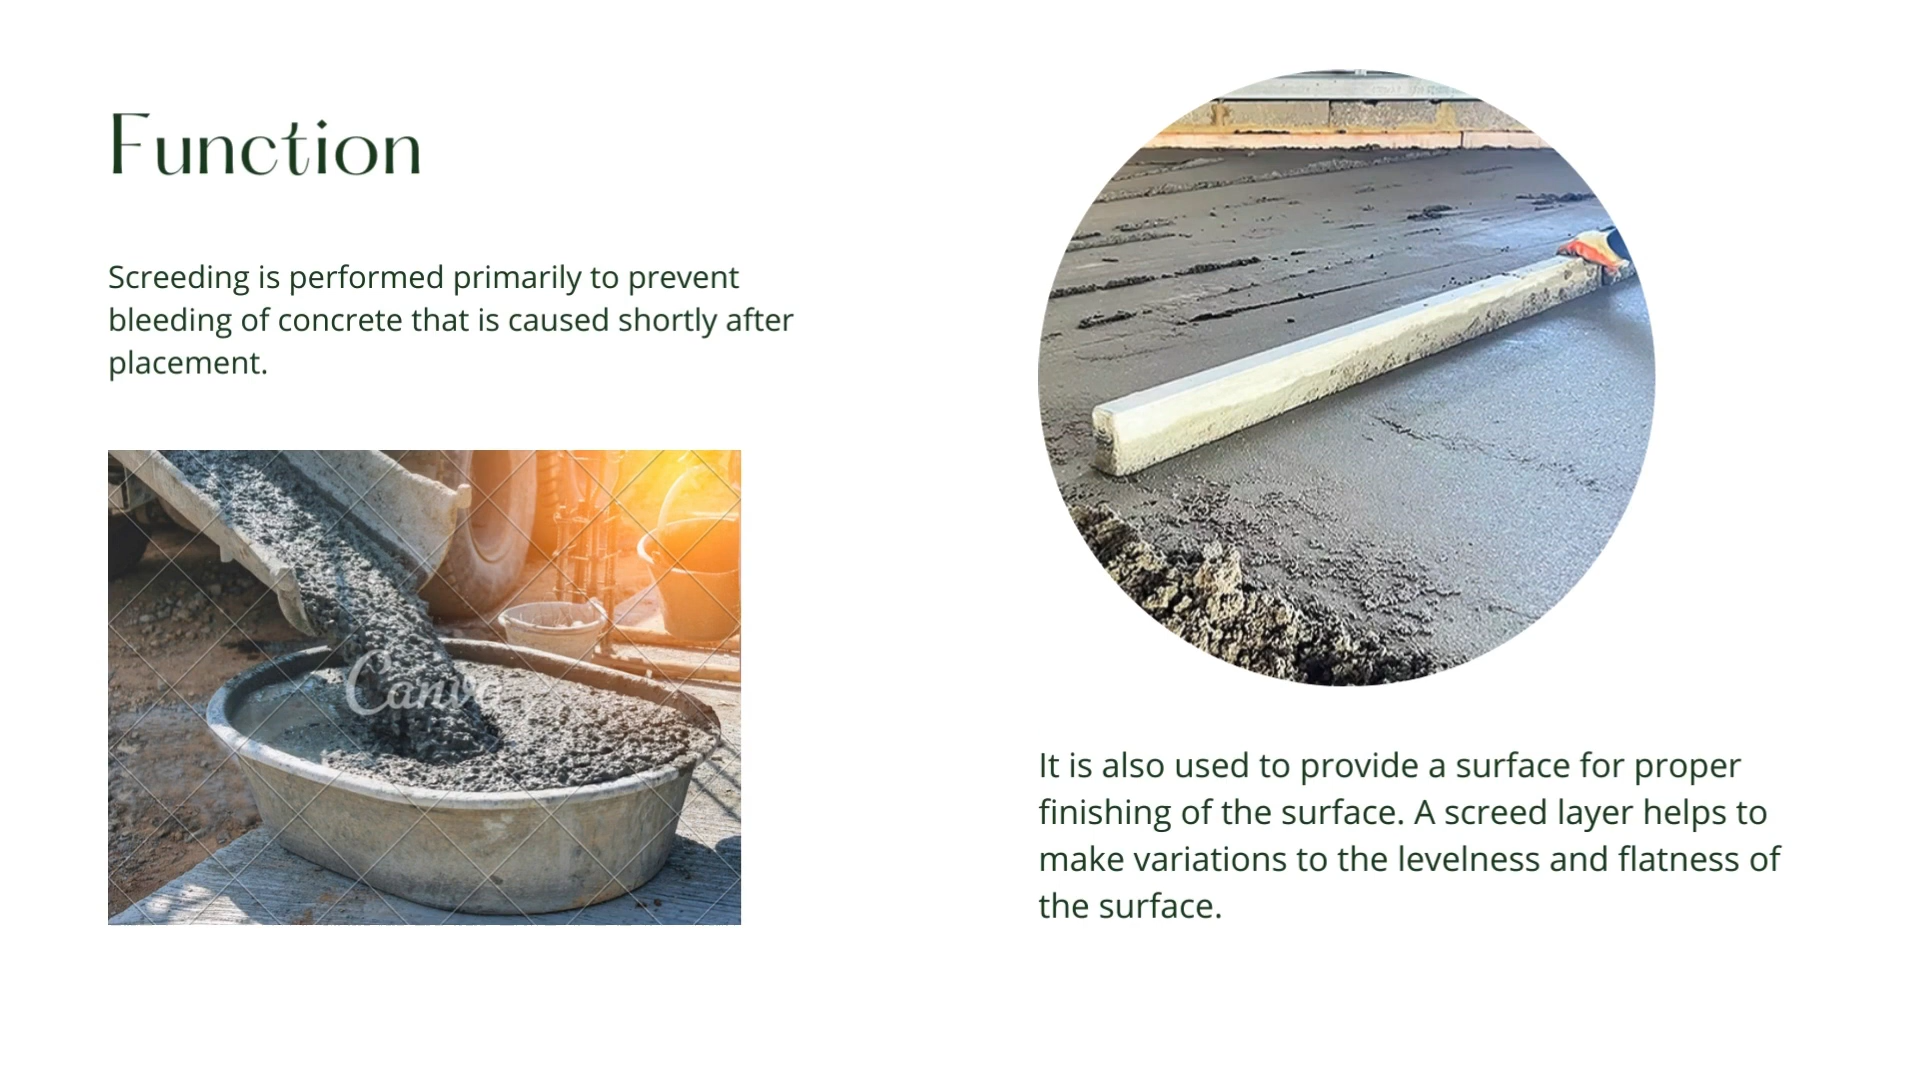 Function
Screeding is performed primarily to prevent
bleeding of concrete that is caused shortly after
placement.
Canva
It is also used to provide a surface for proper
finishing of the surface. A screed layer helps to
make variations to the levelness and flatness of
the surface.